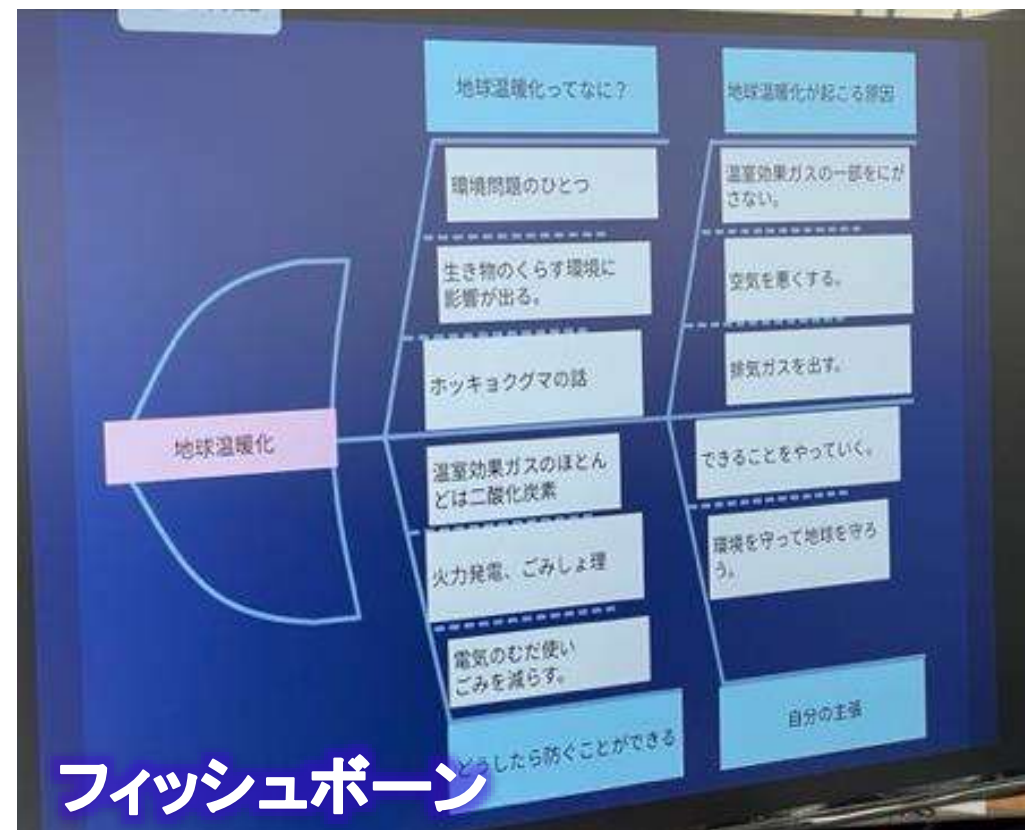 地球温暖化ってなに？
環境問題のひとつ
生き物のくらす環境に
影響が出る。
ホッキョクグマの話
地球温暖化が起こる原因
温室効果ガスの一部をにが
さない。
空気を悪くする。
排気ガスを出す。
地球温暖化
温室効果ガスのほとん
どは二酸化炭素
火力発電、ごみしょ理
電気のむだ使い
ごみを減らす。
どうしたら防ぐことができる
できることをやっていく。
環境を守って地球を守ろ
う。
自分の主張
フィッシュボーン